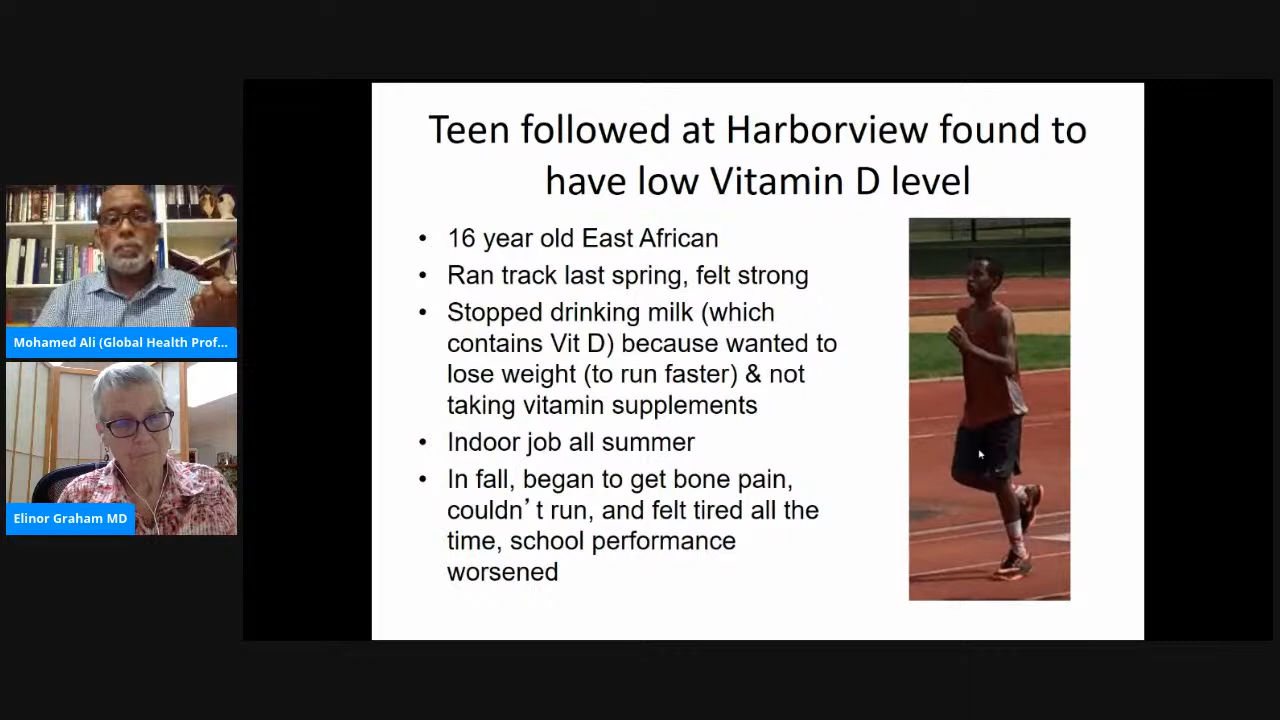 Teen followed at Harborview found to
have low Vitamin D level
• 16 year old East African
• Ran track last spring, felt strong
• Stopped drinking milk (which
contains Vit D) because wanted to
lose weight (to run faster) & not
taking vitamin supplements
• Indoor job all summer
• In fall, began to get bone pain,
couldn’t run, and felt tired all the
time, school performance
worsened
Mohamed Ali (Global Health Prof...
Elinor Graham MD